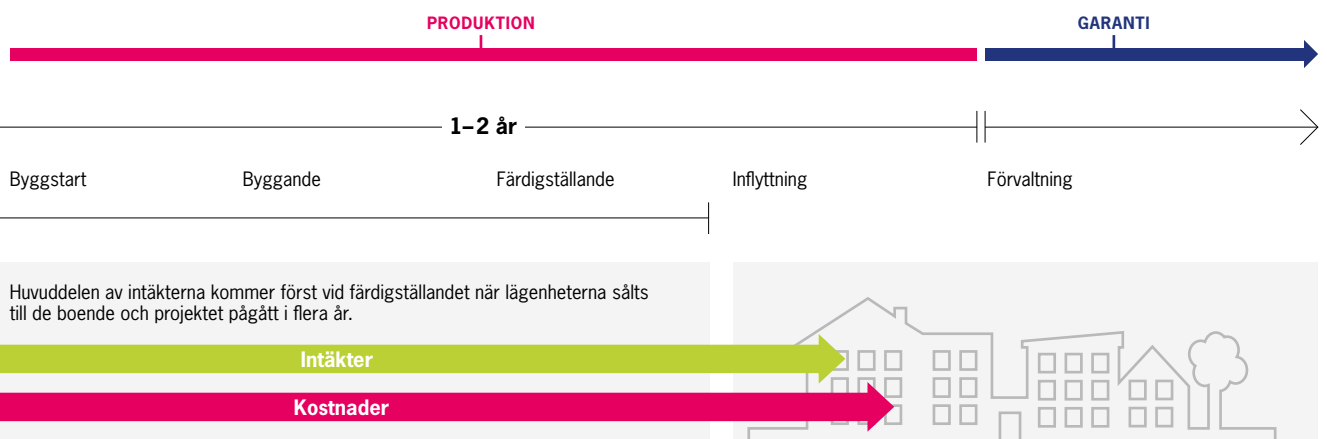 PRODUKTION
GARANTI
1–2 år
Byggstart
Byggande
Färdigställande
Inflyttning
Förvaltning
Huvuddelen av intäkterna kommer först vid färdigställandet när lägenheterna sålts
till de boende och projektet pågått i flera år.
Intäkter
Kostnader